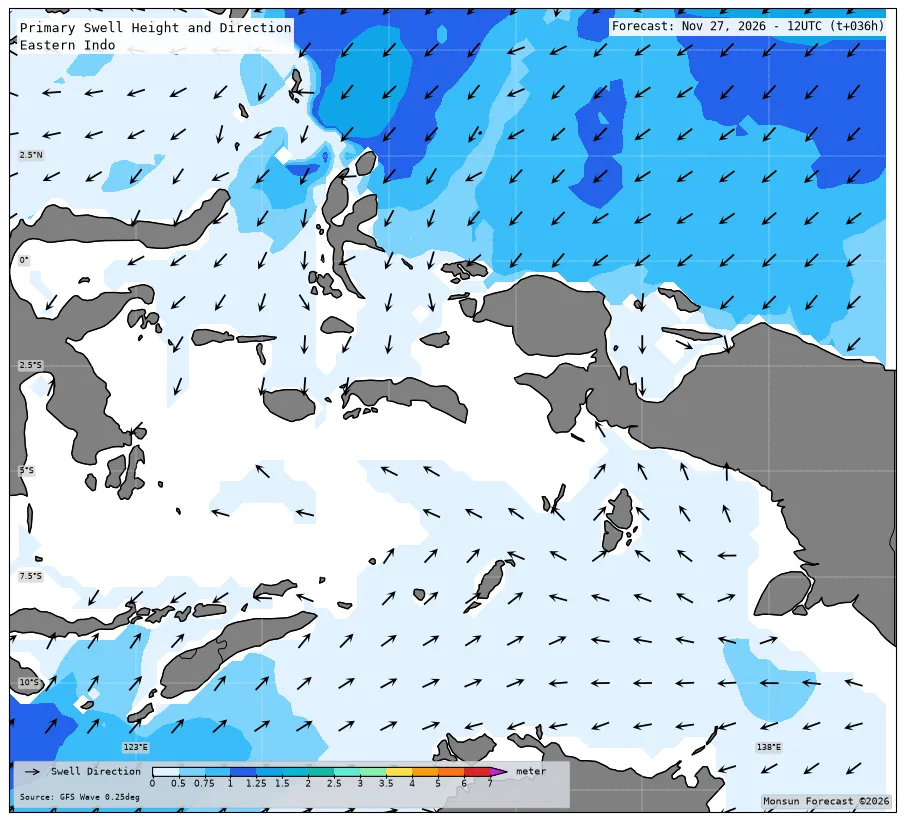 Primary Swell Height and Direction
Eastern Indo
Forecast: Nov 27, 2026 - 12UTC (t+036h)
2.5°N
0°
2.5°S
5°S
7.5°S
10°S
123°E
138°E
Swell Direction
0 0.5 0.75 1 1.25 1.5 2 2.5 3 3.5 4 5 6 7
meter
Source: GFS Wave 0.25deg
Monsun Forecast ©2026